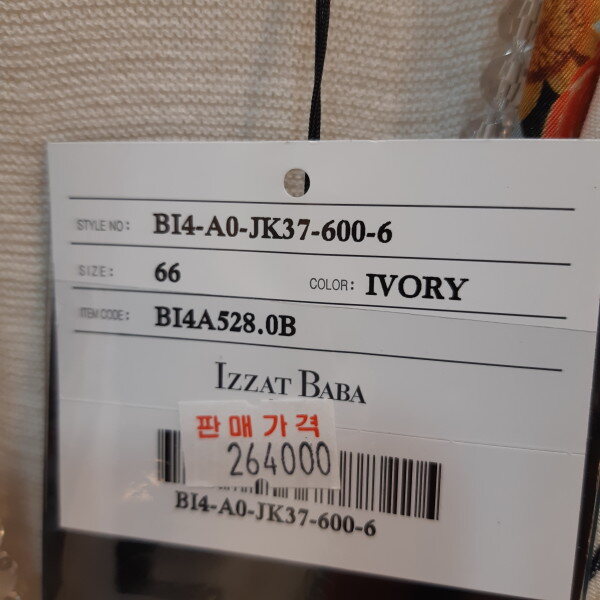 STYLE NO: BI4-A0-JK37-600-6
SIZE: 66 COLOR: IVORY
ITEM CODE: BI4A528.0B
IZZAT BABA
판매가격
264000
BI4-A0-JK37-600-6